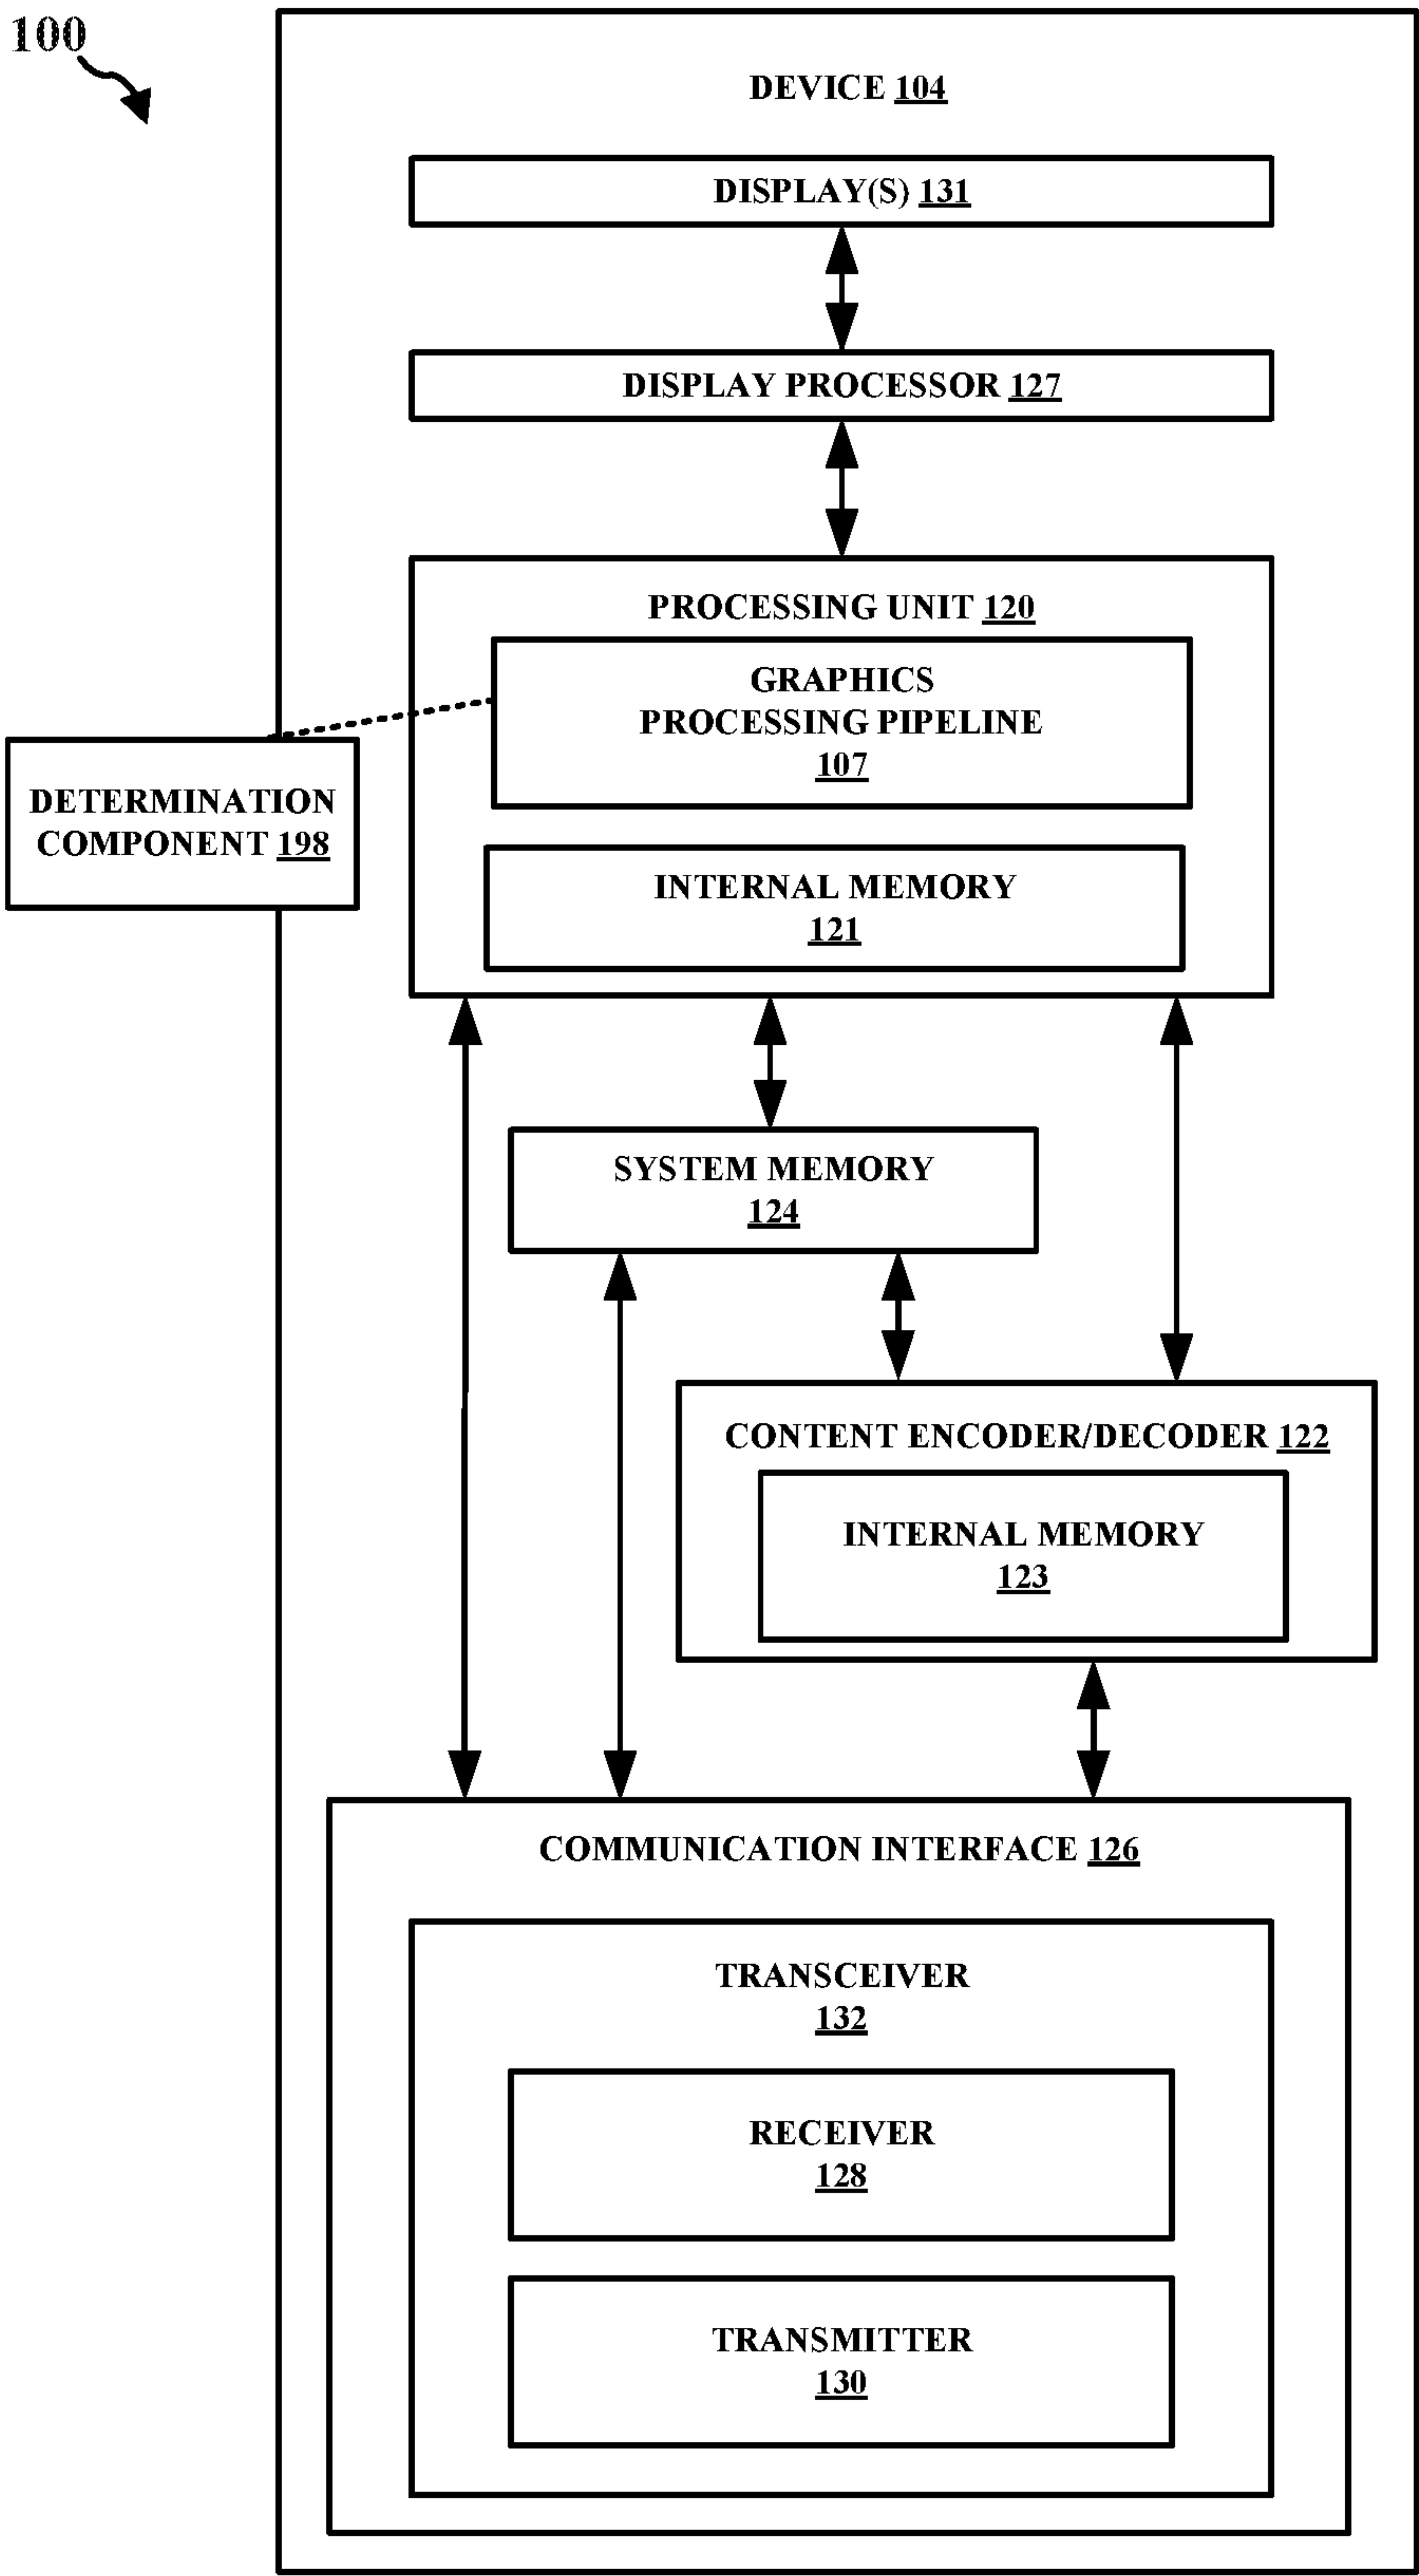 100
DEVICE 104
DISPLAY(S) 131
DISPLAY PROCESSOR 127
PROCESSING UNIT 120
GRAPHICS
PROCESSING PIPELINE
107
DETERMINATION
COMPONENT 198
INTERNAL MEMORY
121
SYSTEM MEMORY
124
CONTENT ENCODER/DECODER 122
INTERNAL MEMORY
123
COMMUNICATION INTERFACE 126
TRANSCEIVER
132
RECEIVER
128
TRANSMITTER
130